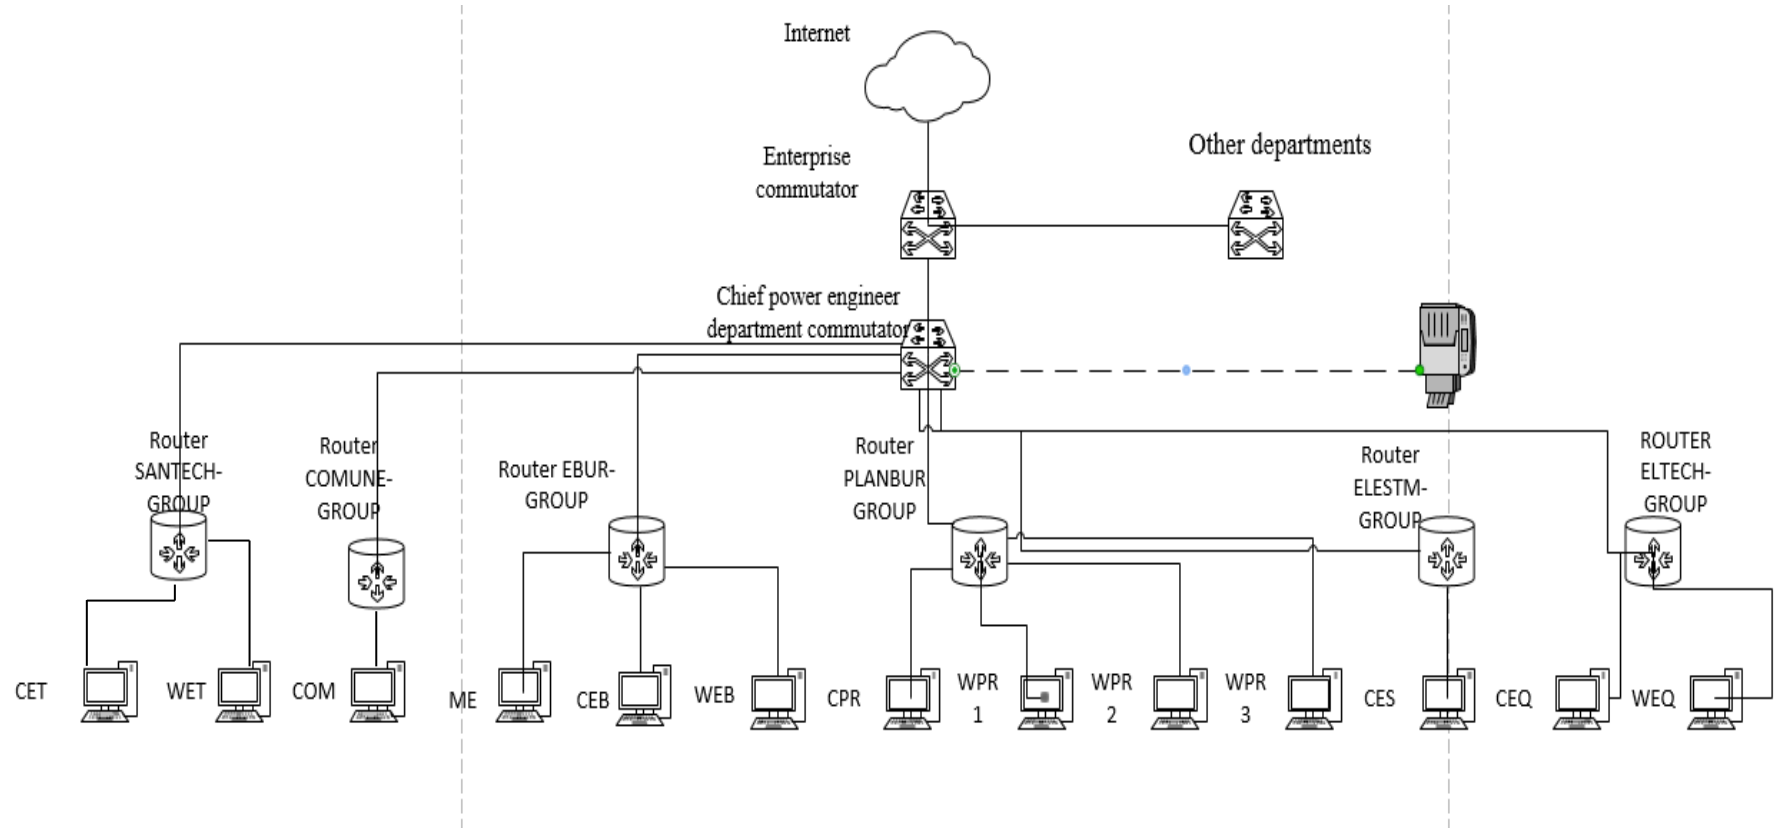 Internet
Other departments
Enterprise
commutator
Chief power engineer
department commutator
Router
SANTECH-
GROUP
Router
COMUNE-
GROUP
Router EBUR-
GROUP
Router
PLANBUR
GROUP
Router
ELESTM-
GROUP
ROUTER
ELTECH-
GROUP
CET
WET
COM
ME
CEB
WEB
CPR
WPR
1
WPR
2
WPR
3
CES
CEQ
WEQ